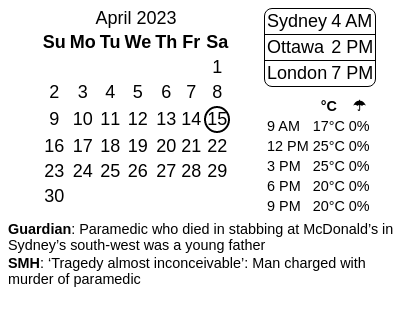 April 2023
Su Mo Tu We Th Fr Sa
1
2 3 4 5 6 7 8
9 10 11 12 13 14 15
16 17 18 19 20 21 22
23 24 25 26 27 28 29
30
Sydney 4 AM
Ottawa 2 PM
London 7 PM
°C ☂
9 AM 17°C 0%
12 PM 25°C 0%
3 PM 25°C 0%
6 PM 20°C 0%
9 PM 20°C 0%
Guardian: Paramedic who died in stabbing at McDonald’s in
Sydney’s south-west was a young father
SMH: ‘Tragedy almost inconceivable’: Man charged with
murder of paramedic